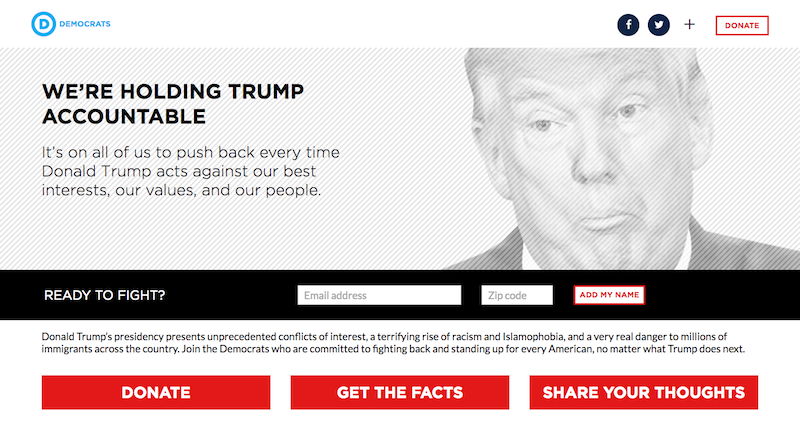 D DEMOCRATS
DONATE
WE’RE HOLDING TRUMP
ACCOUNTABLE
It’s on all of us to push back every time
Donald Trump acts against our best
interests, our values, and our people.
READY TO FIGHT?
Email address
Zip code
ADD MY NAME
Donald Trump’s presidency presents unprecedented conflicts of interest, a terrifying rise of racism and Islamophobia, and a very real danger to millions of
immigrants across the country. Join the Democrats who are committed to fighting back and standing up for every American, no matter what Trump does next.
DONATE
GET THE FACTS
SHARE YOUR THOUGHTS